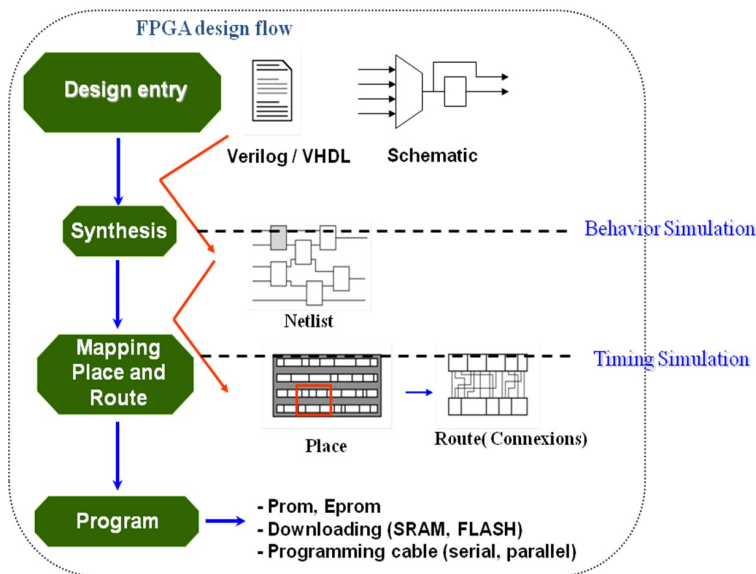 FPGA design flow
Design entry
Verilog / VHDL
Schematic
Synthesis
Behavior Simulation
Netlist
Mapping
Place and
Route
Timing Simulation
Place
Route( Connexions)
Program
- Prom, Eprom
- Downloading (SRAM, FLASH)
- Programming cable (serial, parallel)